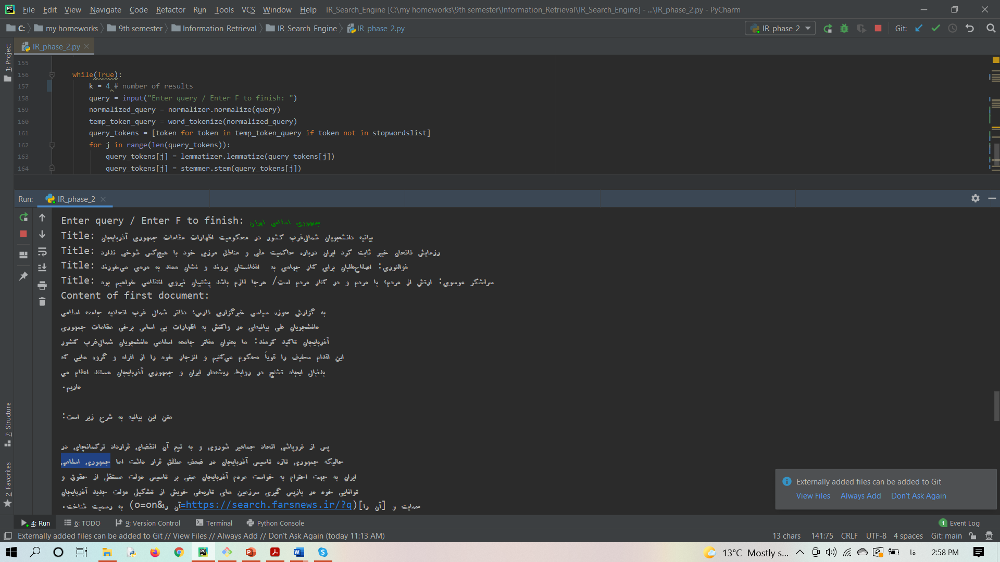 File Edit View Navigate Code Refactor Run Tools VCS Window Help IR_Search_Engine [C:\my homeworks\9th semester\Information_Retrieval\IR_Search_Engine] - ...\IR_phase_2.py - PyCharm
C: my homeworks 9th semester Information_Retrieval IR_Search_Engine IR_phase_2.py IR_phase_2 Git:
IR_phase_2.py
1: Project
155
156 while(True):
157 k = 4 # number of results
158 query = input("Enter query / Enter F to finish: ")
159 normalized_query = normalizer.normalize(query)
160 temp_token_query = word_tokenize(normalized_query)
161 query_tokens = [token for token in temp_token_query if token not in stopwordslist]
162 for j in range(len(query_tokens)):
163 query_tokens[j] = lemmatizer.lemmatize(query_tokens[j])
164 query_tokens[j] = stemmer.stem(query_tokens[j])
Run: IR_phase_2
Enter query / Enter F to finish: جمهوری اسلامی ایران
Title: بیانیه دانشجویان شمال‌غرب کشور در محکومیت اظهارات مقامات جمهوری آذربایجان
Title: رزمایش فاتحان خیبر ثابت کرد ایران درباره حاکمیت ملی و مناطق مرزی خود با هیچ‌کس شوخی ندارد
Title: ذوالنوری: اصلاح‌طلبان برای کار جهادی به افغانستان بروند و نشان دهند به دردی می‌خورند
Title: سرلشکر موسوی: ارتش از مردم؛ با مردم و در کنار مردم است/ هرجا لازم باشد پشتیبان نیروی انتظامی خواهیم بود
Content of first document:
به گزارش حوزه سیاسی خبرگزاری فارس؛ دفاتر شمال غرب اتحادیه جامعه اسلامی
دانشجویان طی بیانیه‌ای در واکنش به اظهارات بی اساس برخی مقامات جمهوری
آذربایجان تاکید کردند: ما بعنوان دفاتر جامعه اسلامی دانشجویان شمال‌غرب کشور
این اقدام سخیف را قویاً محکوم می‌کنیم و انزجار خود را از افراد و گروه هایی که
بدنبال ایجاد تشنج در روابط ریشه‌دار ایران و جمهوری آذربایجان هستند اعلام می
داریم.
متن این بیانیه به شرح زیر است:
پس از فروپاشی اتحاد جماهیر شوروی و به تبع آن انقضای قرارداد ترکمانچای در
حالیکه جمهوری تازه تاسیس آذربایجان در ضعف مطلق قرار داشت اما جمهوری اسلامی
ایران به جهت احترام به خواست مردم آذربایجان مبنی بر تاسیس دولت مستقل از حقوق و
توانایی خود در بازپس گیری سرزمین های تاریخی خویش از تشکیل دولت جدید آذربایجان
حمایت و [آن را](https://search.farsnews.ir/?q=آن را&o=on) به رسمیت شناخت.
7: Structure
2: Favorites
Externally added files can be added to Git
View Files Always Add Don't Ask Again
4: Run 6: TODO 9: Version Control Terminal Python Console 1 Event Log
Externally added files can be added to Git // View Files // Always Add // Don't Ask Again (today 11:13 AM) 13 chars 141:75 CRLF UTF-8 4 spaces Git: main
13°C Mostly s... فا 2:58 PM